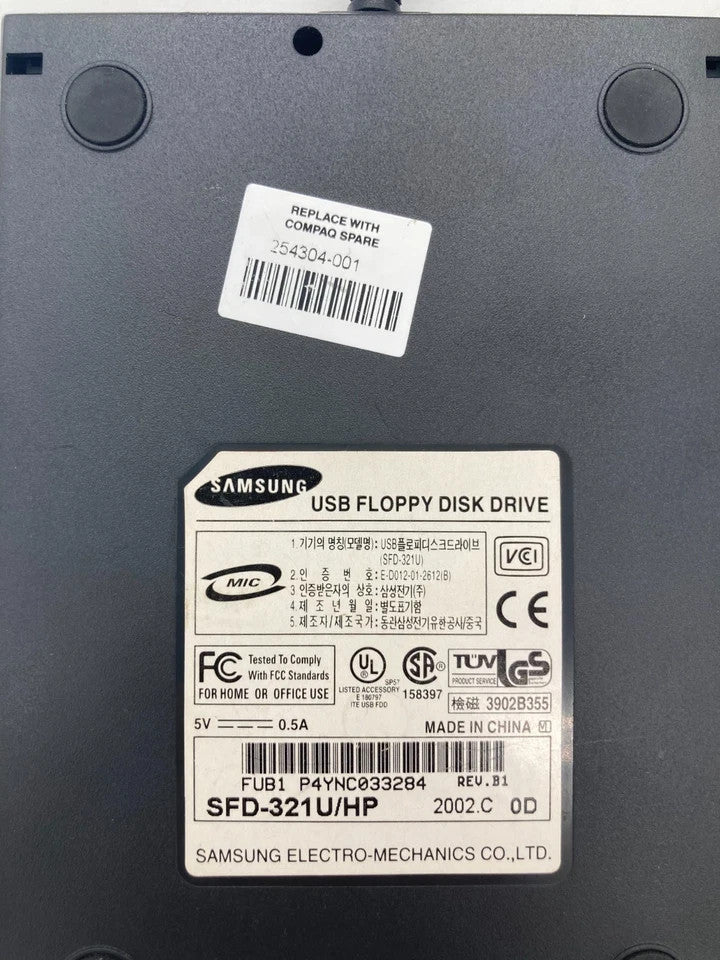 REPLACE WITH
COMPAQ SPARE
254304-001
SAMSUNG USB FLOPPY DISK DRIVE
MIC
1. 기기의 명칭(모델명): USB플로피디스크드라이브
(SFD-321U)
2. 인 증 번 호: E-D012-01-2612(B)
3 인증받은자의 상호: 삼성전기(주)
4. 제 조 년 월 일: 별도표기함
5. 제조자/제조국가: 동관삼성전기유한공사/중국
VCI
CE
FC Tested To Comply
With FCC Standards
FOR HOME OR OFFICE USE
UL
LISTED ACCESSORY
E180797
ITE USB FDD
SP57
SA
158397
TÜV
PRODUCT SERVICE
GS
檢磁 3902B355
5V 0.5A
MADE IN CHINA M
FUB1 P4YNC033284 REV.B1
SFD-321U/HP 2002.C 0D
SAMSUNG ELECTRO-MECHANICS CO.,LTD.